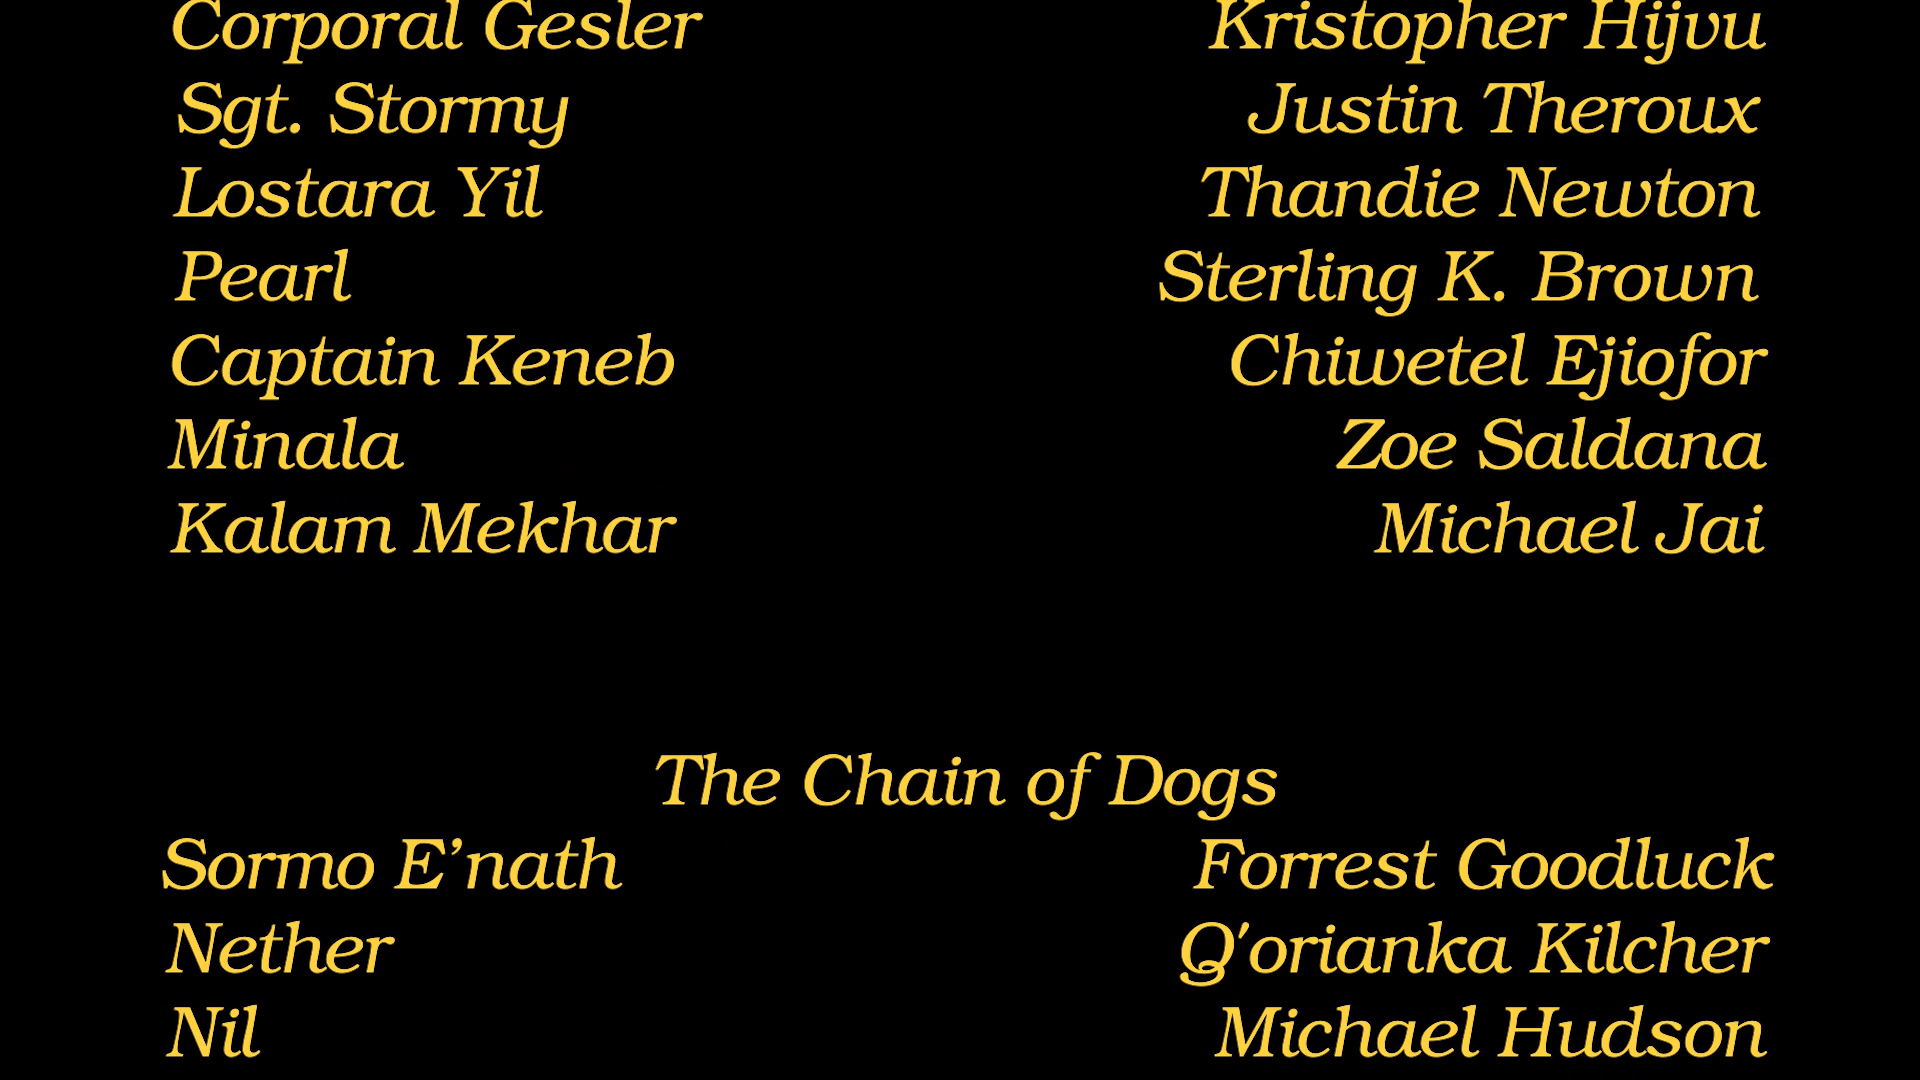 Corporal Gesler Kristopher Hijvu
Sgt. Stormy Justin Theroux
Lostara Yil Thandie Newton
Pearl Sterling K. Brown
Captain Keneb Chiwetel Ejiofor
Minala Zoe Saldana
Kalam Mekhar Michael Jai
The Chain of Dogs
Sormo E’nath Forrest Goodluck
Nether Q'orianka Kilcher
Nil Michael Hudson